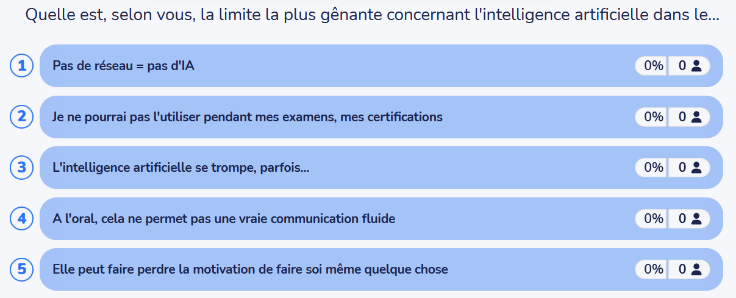 Quelle est, selon vous, la limite la plus gênante concernant l'intelligence artificielle dans le...
1 Pas de réseau = pas d'IA 0% 0
2 Je ne pourrai pas l'utiliser pendant mes examens, mes certifications 0% 0
3 L'intelligence artificielle se trompe, parfois... 0% 0
4 A l'oral, cela ne permet pas une vraie communication fluide 0% 0
5 Elle peut faire perdre la motivation de faire soi même quelque chose 0% 0